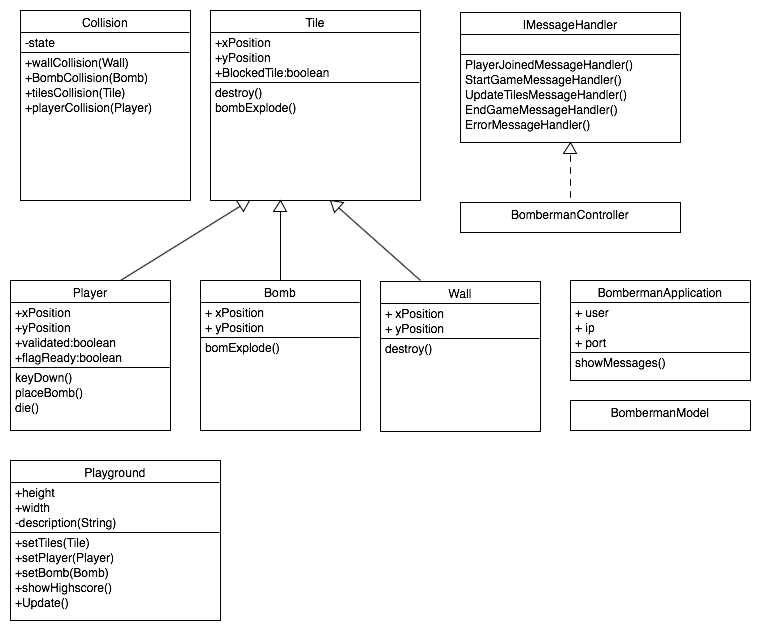 Collision
-state
+wallCollision(Wall)
+BombCollision(Bomb)
+tilesCollision(Tile)
+playerCollision(Player)
Tile
+xPosition
+yPosition
+BlockedTile:boolean
destroy()
bombExplode()
IMessageHandler
PlayerJoinedMessageHandler()
StartGameMessageHandler()
UpdateTilesMessageHandler()
EndGameMessageHandler()
ErrorMessageHandler()
BombermanController
Player
+xPosition
+yPosition
+validated:boolean
+flagReady:boolean
keyDown()
placeBomb()
die()
Bomb
+ xPosition
+ yPosition
bomExplode()
Wall
+ xPosition
+ yPosition
destroy()
BombermanApplication
+ user
+ ip
+ port
showMessages()
BombermanModel
Playground
+height
+width
-description(String)
+setTiles(Tile)
+setPlayer(Player)
+setBomb(Bomb)
+showHighscore()
+Update()